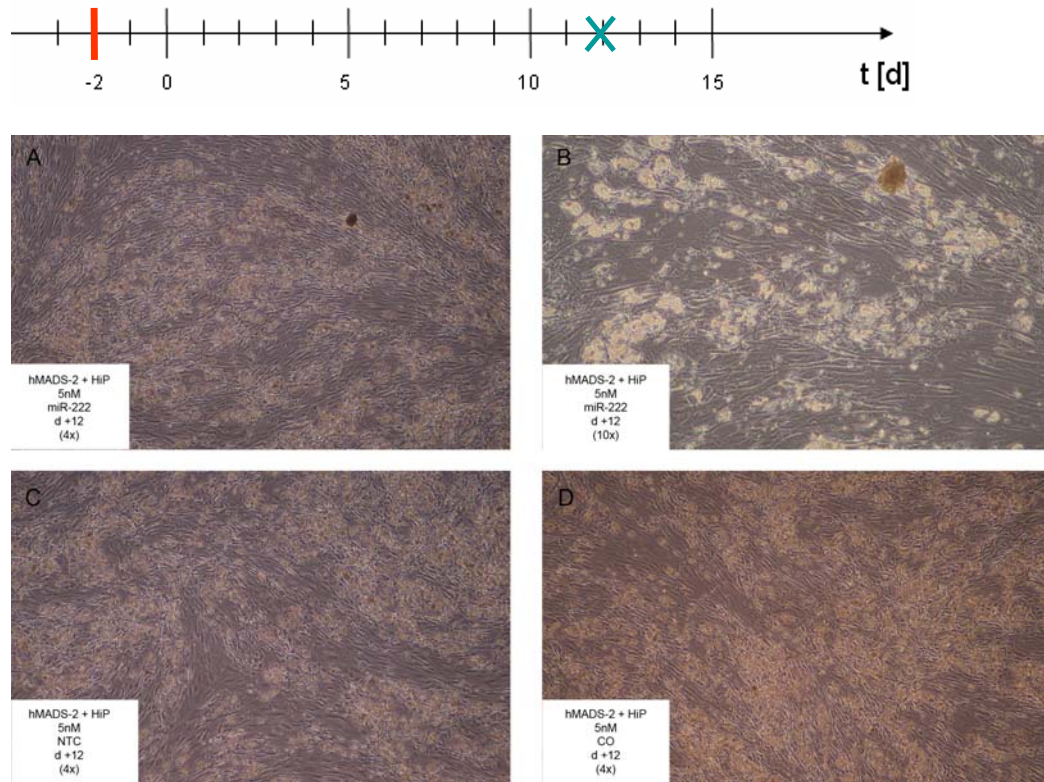 -2 0 5 10 15 t [d]
A
hMADS-2 + HiP
5nM
miR-222
d +12
(4x)
B
hMADS-2 + HiP
5nM
miR-222
d +12
(10x)
C
hMADS-2 + HiP
5nM
NTC
d +12
(4x)
D
hMADS-2 + HiP
5nM
CO
d +12
(4x)